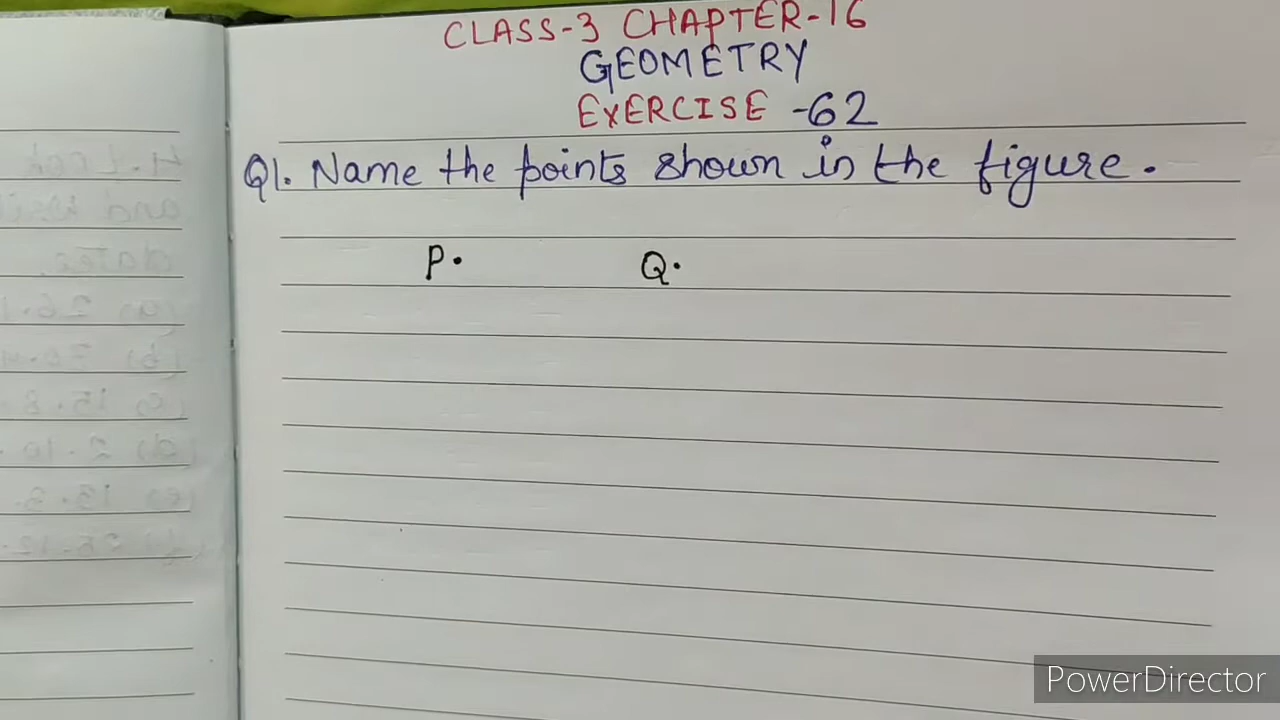 CLASS-3 CHAPTER-16
GEOMETRY
EXERCISE -62
Q1. Name the points shown in the figure.
P. Q.
PowerDirector